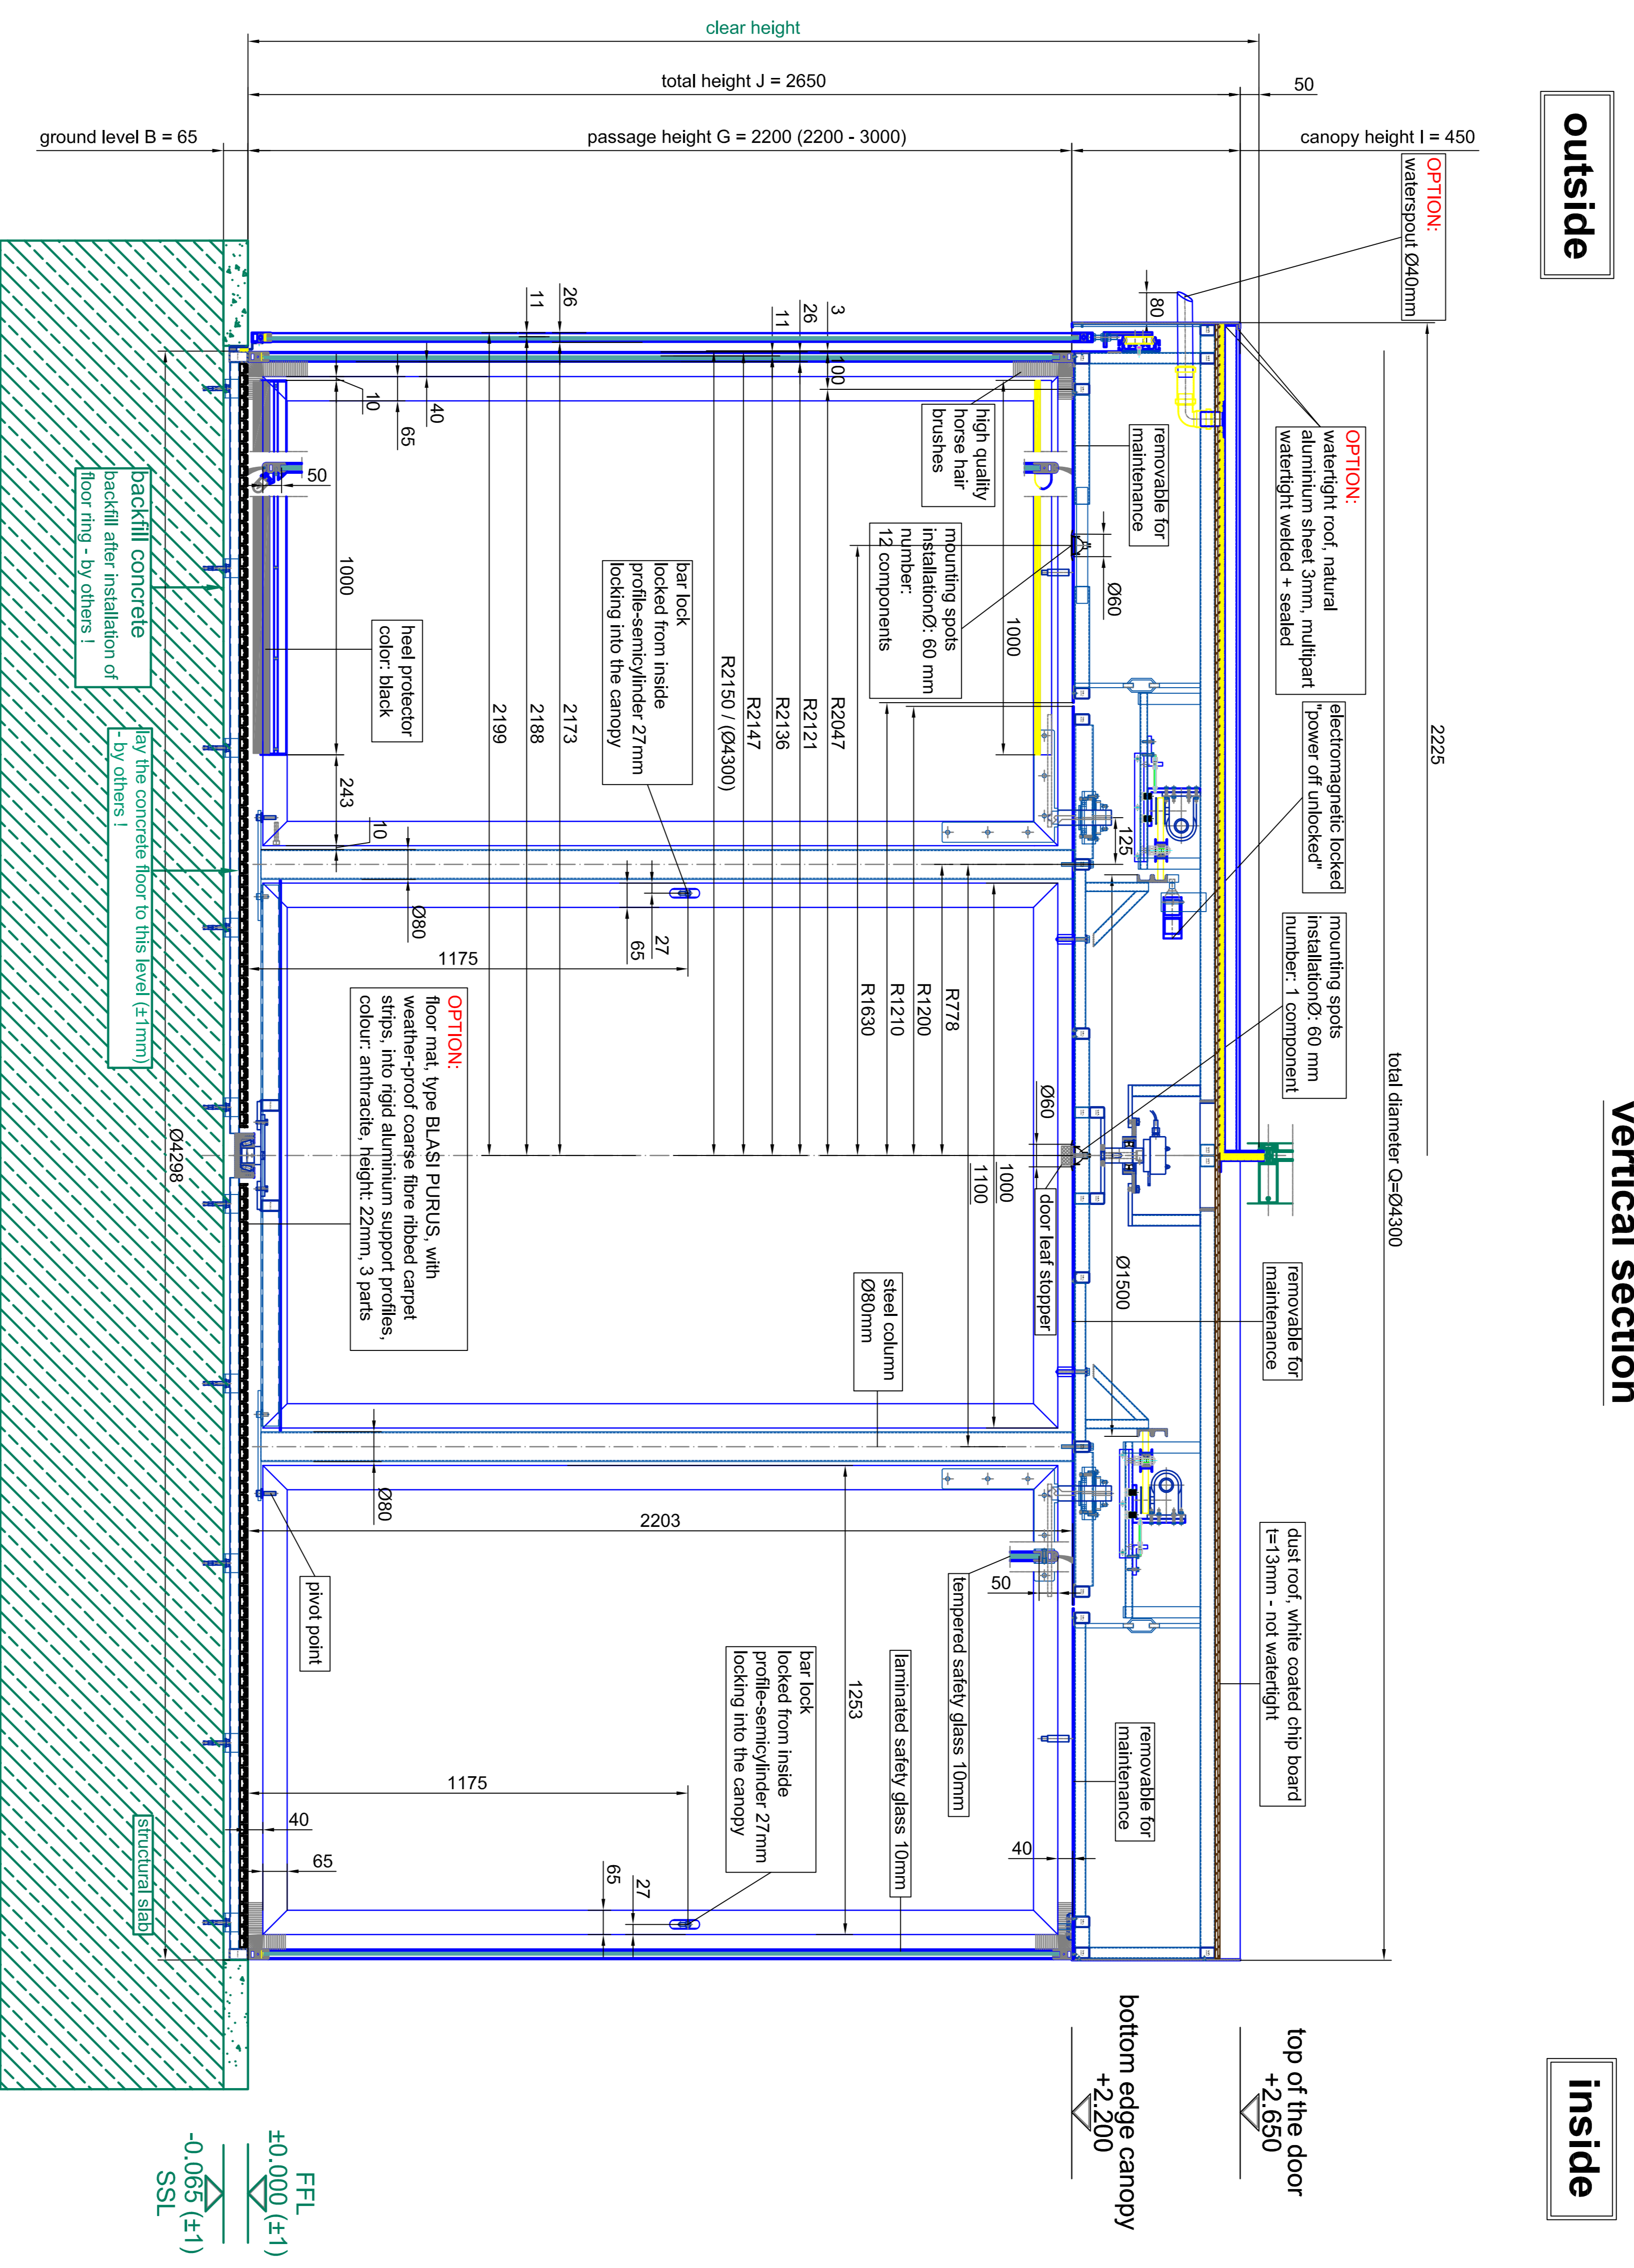 vertical section
outside
inside
clear height
total height J = 2650
50
ground level B = 65
passage height G = 2200 (2200 - 3000)
canopy height I = 450
OPTION:
waterspout Ø40mm
2225
total diameter Q=Ø4300
80
OPTION:
watertight roof, natural
aluminium sheet 3mm, multipart
watertight welded + sealed
electromagnetic locked
"power off unlocked"
mounting spots
installationØ: 60 mm
number: 1 component
removable for
maintenance
dust roof, white coated chip board
t=13mm - not watertight
removable for
maintenance
removable for
maintenance
Ø60
125
Ø1500
high quality
horse hair
brushes
mounting spots
installationØ: 60 mm
number:
12 components
1000
Ø60
door leaf stopper
1000
1100
R778
R1200
R1210
R1630
steel column
Ø80mm
tempered safety glass 10mm
50
laminated safety glass 10mm
40
3
26
11
100
R2047
R2121
R2136
R2147
R2150 / (Ø4300)
bar lock
locked from inside
profile-semicylinder 27mm
locking into the canopy
bar lock
locked from inside
profile-semicylinder 27mm
locking into the canopy
1253
27
65
27
65
1175
1175
2203
26
11
2173
2188
2199
40
65
10
50
1000
243
10
Ø80
Ø80
heel protector
color: black
OPTION:
floor mat, type BLASI PURUS, with
weather-proof coarse fibre ribbed carpet
strips, into rigid aluminium support profiles,
colour: anthracite, height: 22mm, 3 parts
pivot point
40
65
Ø4298
backfill concrete
backfill after installation of
floor ring - by others !
lay the concrete floor to this level (±1mm)
- by others !
structural slab
top of the door
+2.650
bottom edge canopy
+2.200
FFL
±0.000 (±1)
-0.065 (±1)
SSL